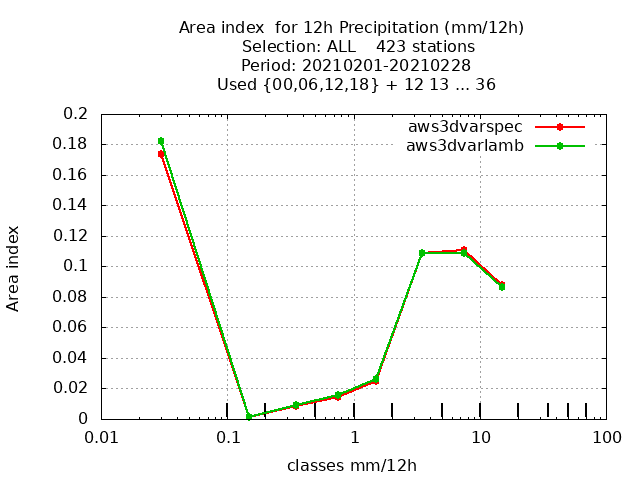 Area index  for 12h Precipitation (mm/12h)
Selection: ALL    423 stations
Period: 20210201-20210228
Used {00,06,12,18} + 12 13 ... 36
aws3dvarspec
aws3dvarlamb
0.2
0.18
0.16
0.14
0.12
0.1
0.08
0.06
0.04
0.02
0
Area index
0.01 0.1 1 10 100
classes mm/12h